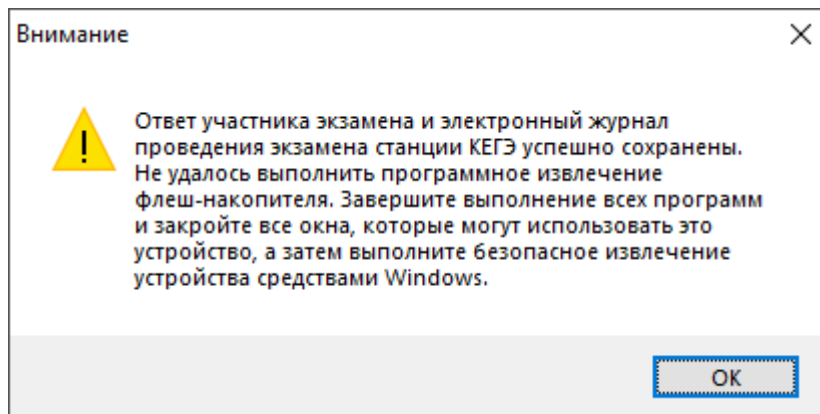 Внимание
Ответ участника экзамена и электронный журнал
проведения экзамена станции КЕГЭ успешно сохранены.
Не удалось выполнить программное извлечение
флеш-накопителя. Завершите выполнение всех программ
и закройте все окна, которые могут использовать это
устройство, а затем выполните безопасное извлечение
устройства средствами Windows.
ОК